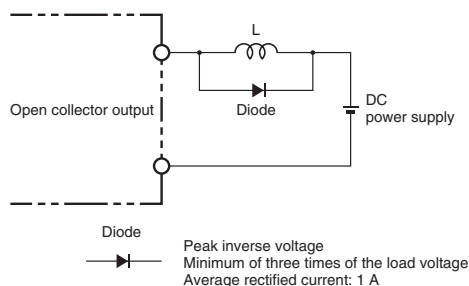 L
Open collector output
Diode
DC
power supply
Diode
Peak inverse voltage
Minimum of three times of the load voltage
Average rectified current: 1 A